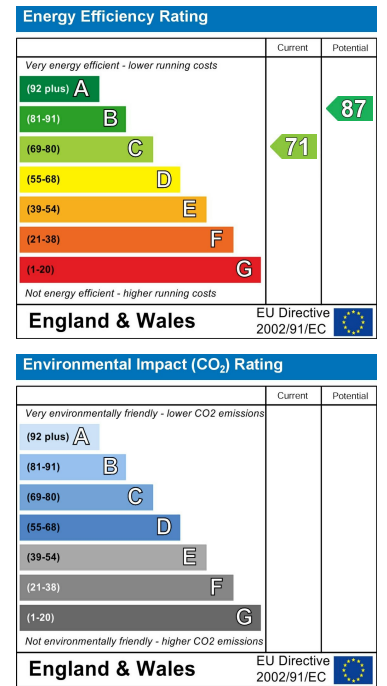 Energy Efficiency Rating
Current Potential
Very energy efficient - lower running costs
(92 plus) A
(81-91) B
87
(69-80) C
71
(55-68) D
(39-54) E
(21-38) F
(1-20) G
Not energy efficient - higher running costs
England & Wales
EU Directive
2002/91/EC
Environmental Impact (CO₂) Rating
Current Potential
Very environmentally friendly - lower CO2 emissions
(92 plus) A
(81-91) B
(69-80) C
(55-68) D
(39-54) E
(21-38) F
(1-20) G
Not environmentally friendly - higher CO2 emissions
England & Wales
EU Directive
2002/91/EC